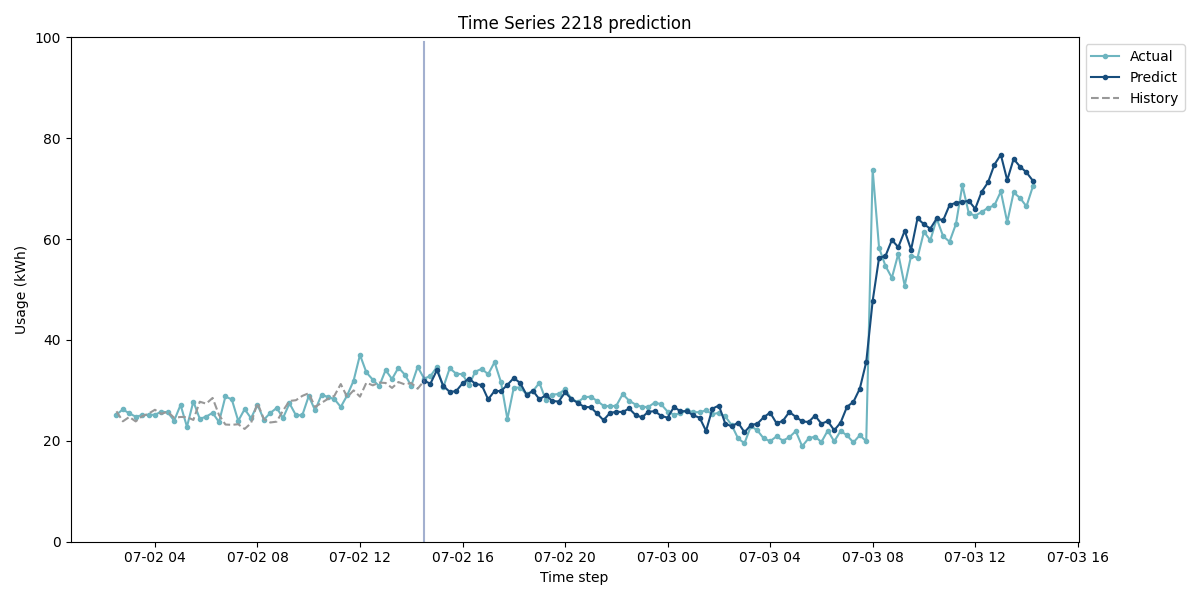 Time Series 2218 prediction
100
80
60
40
20
0
Usage (kWh)
07-02 04
07-02 08
07-02 12
07-02 16
07-02 20
07-03 00
07-03 04
07-03 08
07-03 12
07-03 16
Time step
Actual
Predict
History